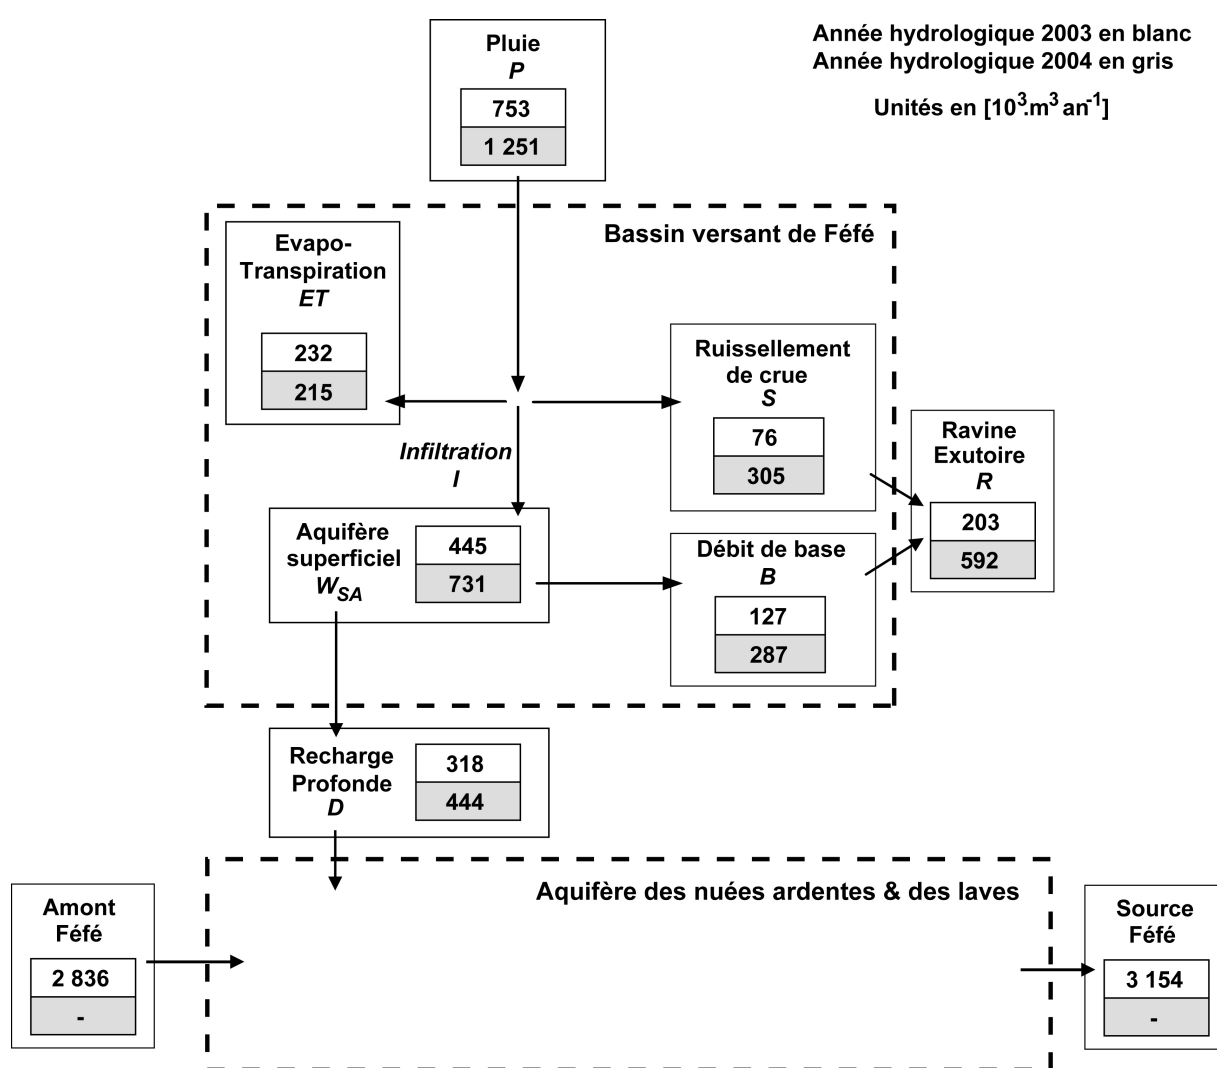 Année hydrologique 2003 en blanc
Année hydrologique 2004 en gris
Unités en [10³.m³ an⁻¹]
Pluie
P
753
1 251
Bassin versant de Féfé
Evapo-
Transpiration
ET
232
215
Ruissellement
de crue
S
76
305
Infiltration
I
Ravine
Exutoire
R
203
592
Aquifère
superficiel
W_SA
445
731
Débit de base
B
127
287
Recharge
Profonde
D
318
444
Aquifère des nuées ardentes & des laves
Amont
Féfé
2 836
-
Source
Féfé
3 154
-